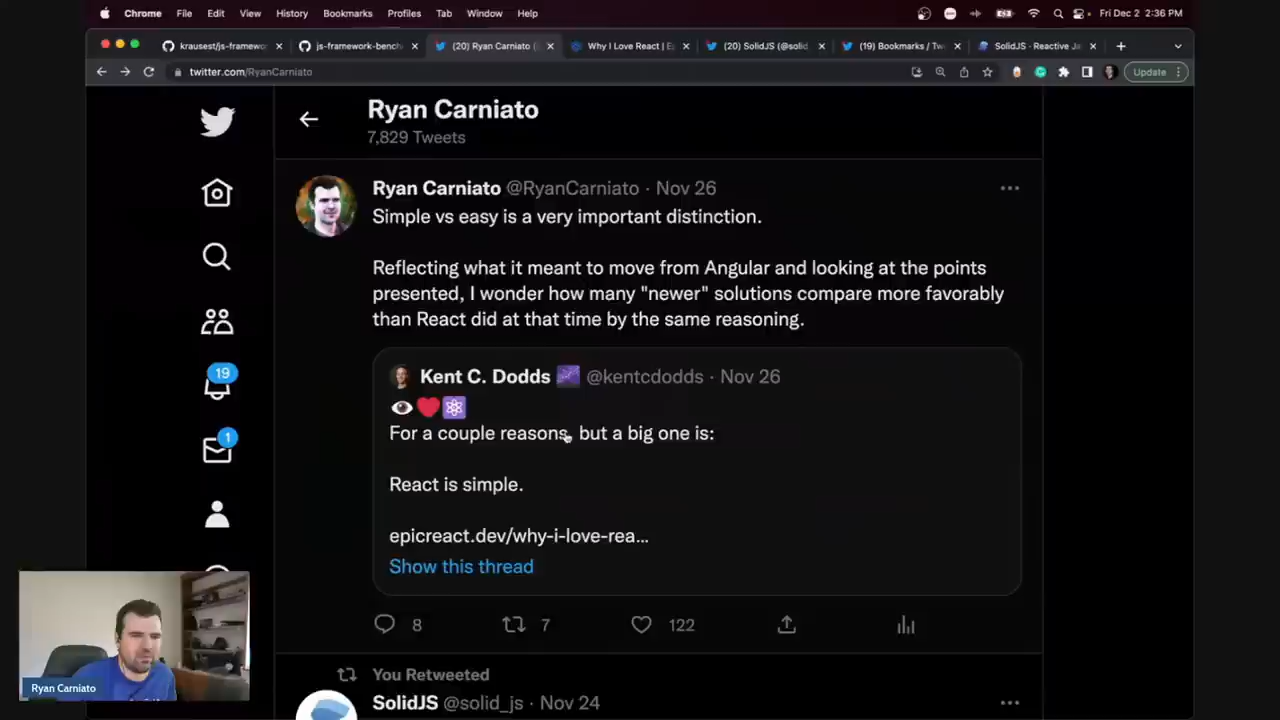 Chrome File Edit View History Bookmarks Profiles Tab Window Help
Fri Dec 2 2:36 PM
krausest/js-framewo
js-framework-bench
(20) Ryan Carniato (
Why I Love React | E
(20) SolidJS (@solid
(19) Bookmarks / Tw
SolidJS · Reactive Ja
twitter.com/RyanCarniato
Update
Ryan Carniato
7,829 Tweets
Ryan Carniato @RyanCarniato · Nov 26
Simple vs easy is a very important distinction.
Reflecting what it meant to move from Angular and looking at the points
presented, I wonder how many "newer" solutions compare more favorably
than React did at that time by the same reasoning.
Kent C. Dodds @kentcdodds · Nov 26
👁️❤️⚛️
For a couple reasons, but a big one is:
React is simple.
epicreact.dev/why-i-love-rea...
Show this thread
8 7 122
You Retweeted
SolidJS @solid_js · Nov 24
19
1
Ryan Carniato